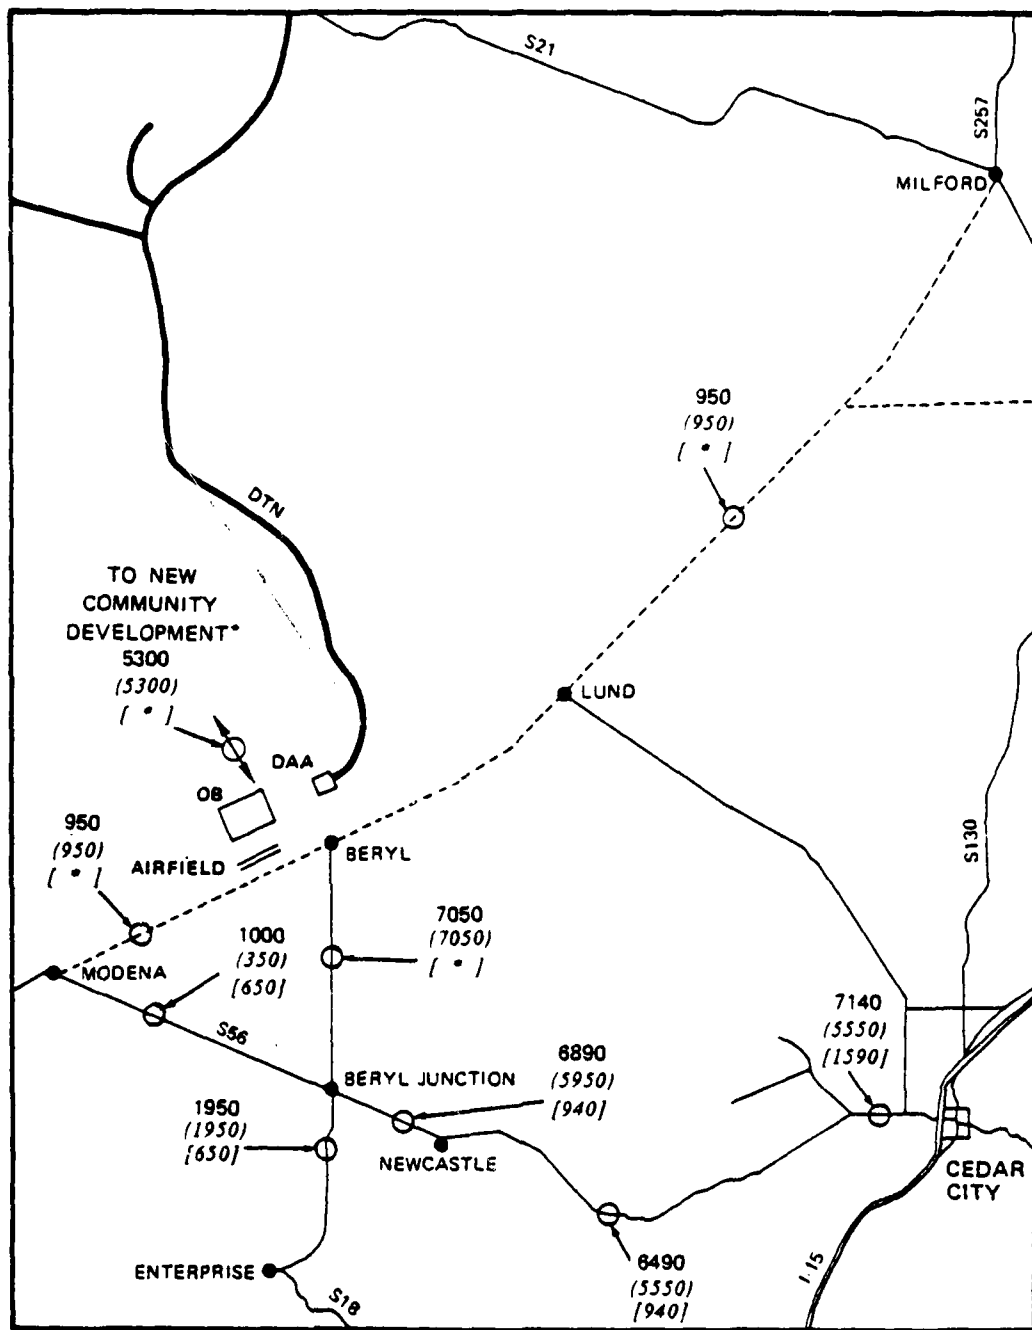 S21
S257
MILFORD
950
(950)
[ * ]
DTN
TO NEW
COMMUNITY
DEVELOPMENT*
5300
(5300)
[ * ]
LUND
DAA
OB
S130
950
(950)
[ * ]
AIRFIELD
BERYL
1000
(350)
[650]
7050
(7050)
[ * ]
MODENA
S56
7140
(5550)
[1590]
BERYL JUNCTION
6890
(5950)
[940]
1950
(1950)
[650]
NEWCASTLE
CEDAR
CITY
6490
(5550)
[940]
ENTERPRISE
S18
I-15